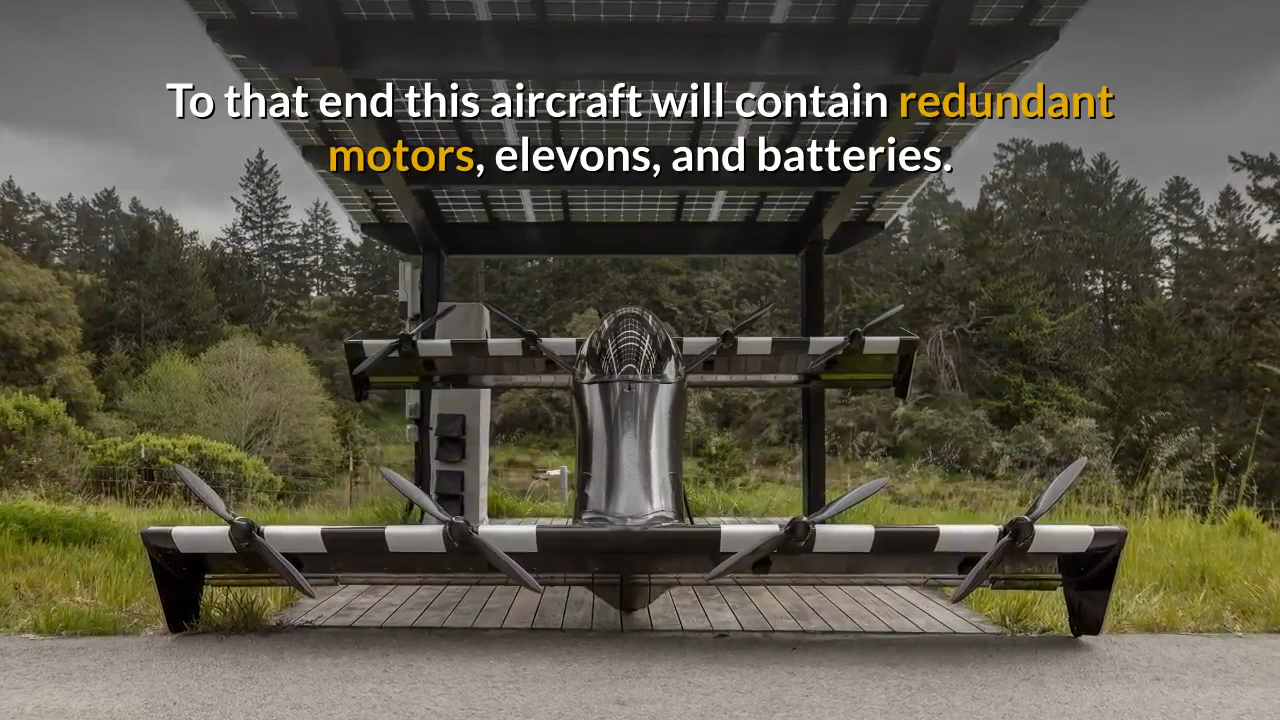 To that end this aircraft will contain redundant
motors, elevons, and batteries.